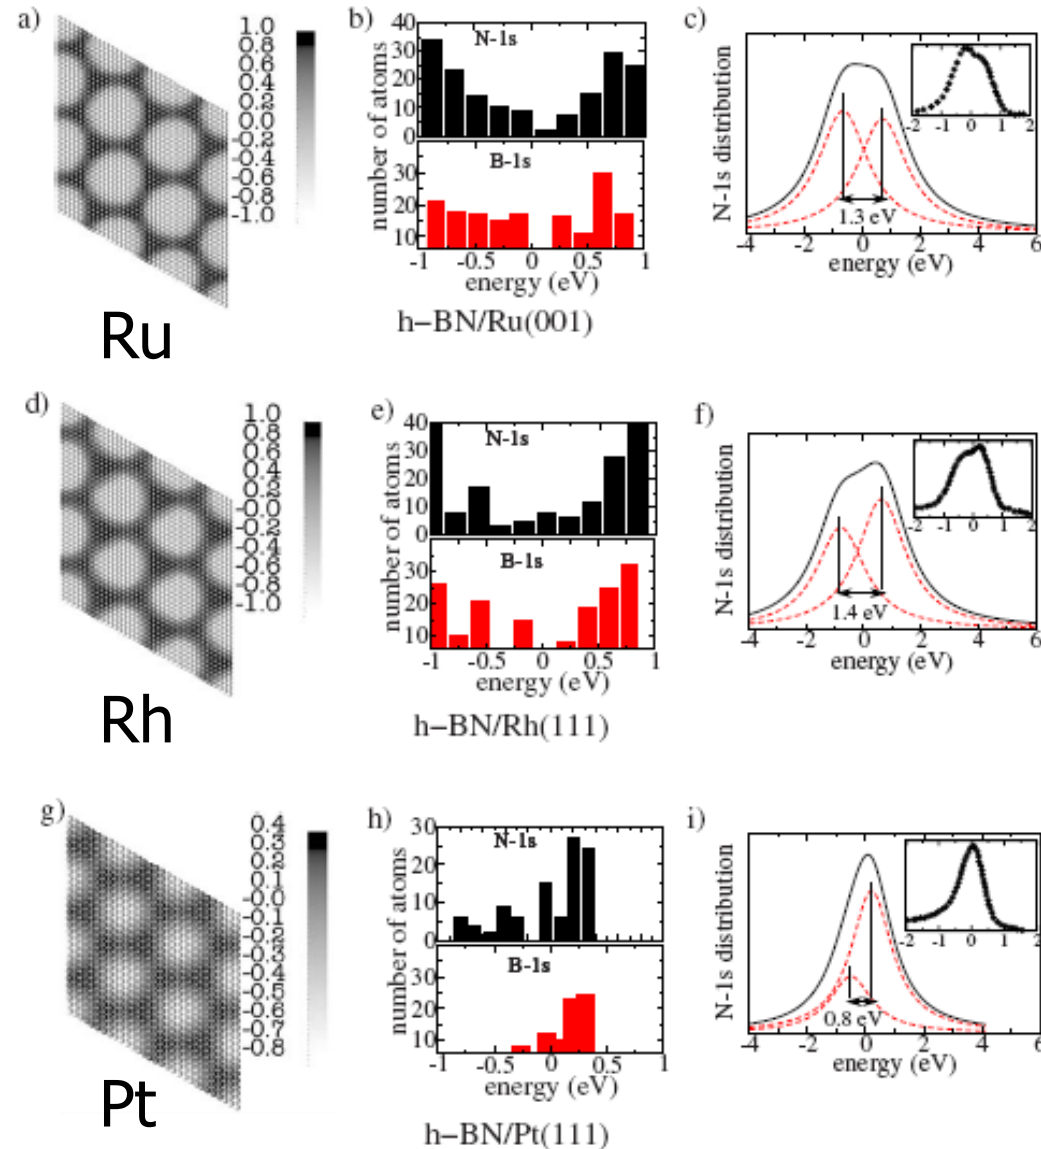 a)
1.0
0.8
0.6
0.4
0.2
0.0
-0.2
-0.4
-0.6
-0.8
-1.0
Ru
b)
N-1s
40
30
20
10
0
B-1s
40
30
20
10
number of atoms
-1
-0.5
0
0.5
1
energy (eV)
h-BN/Ru(001)
c)
N-1s distribution
1.3 eV
-2 -1 0 1 2
-4 -2 0 2 4 6
energy (eV)
d)
1.0
0.8
0.6
0.4
0.2
-0.0
-0.2
-0.4
-0.6
-0.8
-1.0
Rh
e)
N-1s
40
30
20
10
0
B-1s
30
20
10
number of atoms
-1 -0.5 0 0.5 1
energy (eV)
h-BN/Rh(111)
f)
N-1s distribution
1.4 eV
-2 -1 0 1 2
-4 -2 0 2 4 6
energy (eV)
g)
0.4
0.3
0.2
0.1
-0.0
-0.1
-0.2
-0.3
-0.4
-0.5
-0.6
-0.7
-0.8
Pt
h)
N-1s
30
20
10
0
B-1s
30
20
10
number of atoms
-1 -0.5 0 0.5 1
energy (eV)
h-BN/Pt(111)
i)
N-1s distribution
0.8 eV
-2 -1 0 1 2
-4 -2 0 2 4 6
energy (eV)